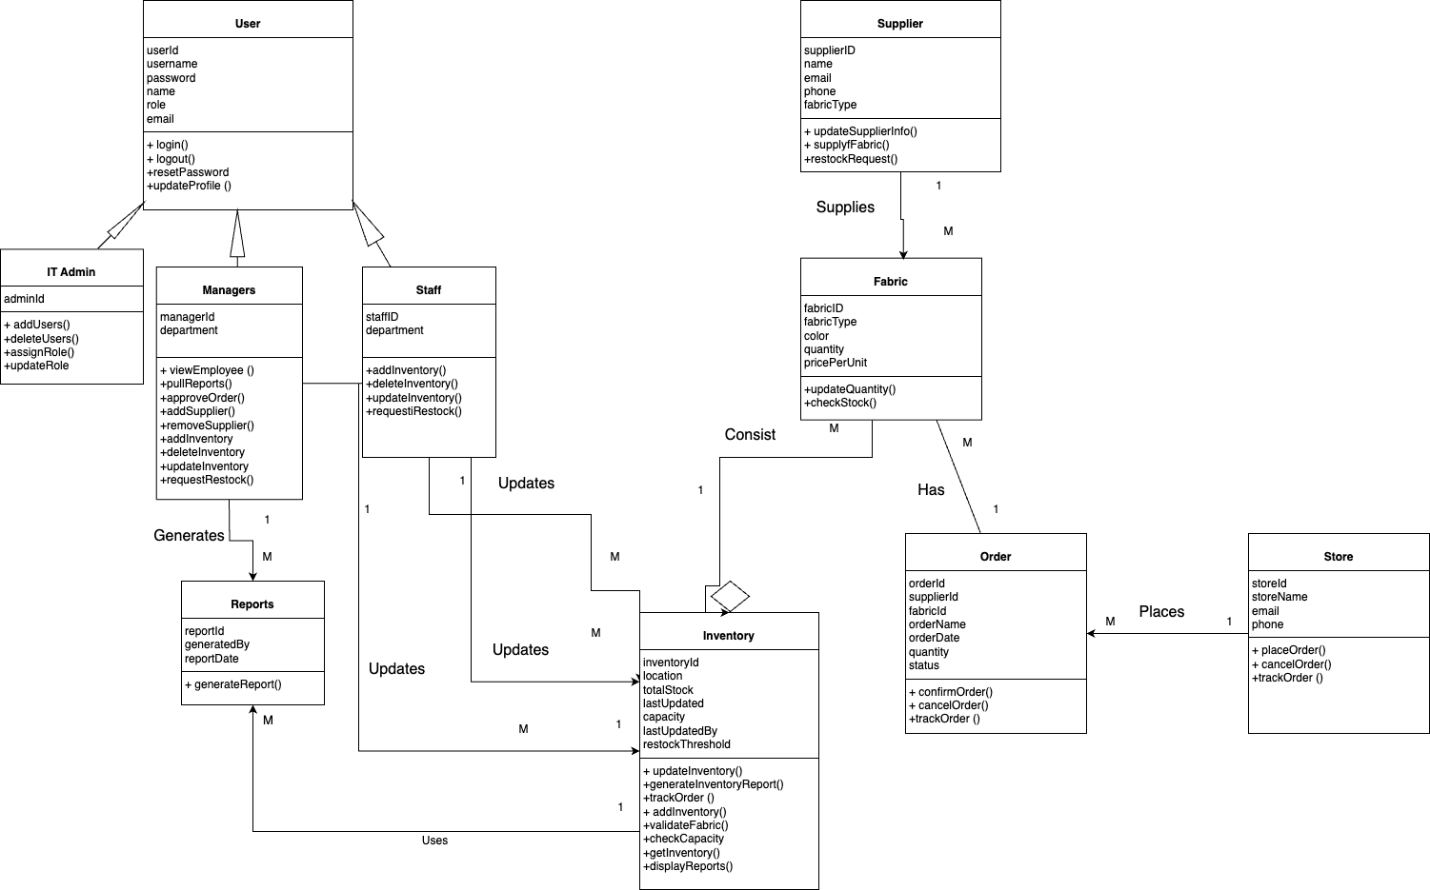 User
userId
username
password
name
role
email
+ login()
+ logout()
+resetPassword
+updateProfile ()
Supplier
supplierID
name
email
phone
fabricType
+ updateSupplierInfo()
+ supplyfFabric()
+restockRequest()
1
Supplies
M
IT Admin
adminId
+ addUsers()
+deleteUsers()
+assignRole()
+updateRole
Managers
managerId
department
+ viewEmployee ()
+pullReports()
+approveOrder()
+addSupplier()
+removeSupplier()
+addInventory
+deleteInventory
+updateInventory
+requestRestock()
Staff
staffID
department
+addInventory()
+deleteInventory()
+updateInventory()
+requestiRestock()
Fabric
fabricID
fabricType
color
quantity
pricePerUnit
+updateQuantity()
+checkStock()
M
Consist
1
M
Has
1
1
Updates
M
M
Updates
1
Updates
M
1
1
Generates
M
Reports
reportId
generatedBy
reportDate
+ generateReport()
M
1
Uses
Inventory
inventoryId
location
totalStock
lastUpdated
capacity
lastUpdatedBy
restockThreshold
+ updateInventory()
+generateInventoryReport()
+trackOrder ()
+ addInventory()
+validateFabric()
+checkCapacity
+getInventory()
+displayReports()
Order
orderId
supplierId
fabricId
orderName
orderDate
quantity
status
+ confirmOrder()
+ cancelOrder()
+trackOrder ()
M
Places
1
Store
storeId
storeName
email
phone
+ placeOrder()
+ cancelOrder()
+trackOrder ()